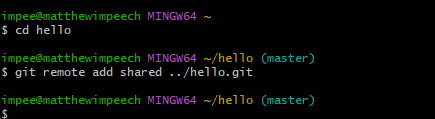 impee@matthewimpeech MINGW64 ~
$ cd hello
impee@matthewimpeech MINGW64 ~/hello (master)
$ git remote add shared ../hello.git
impee@matthewimpeech MINGW64 ~/hello (master)
$